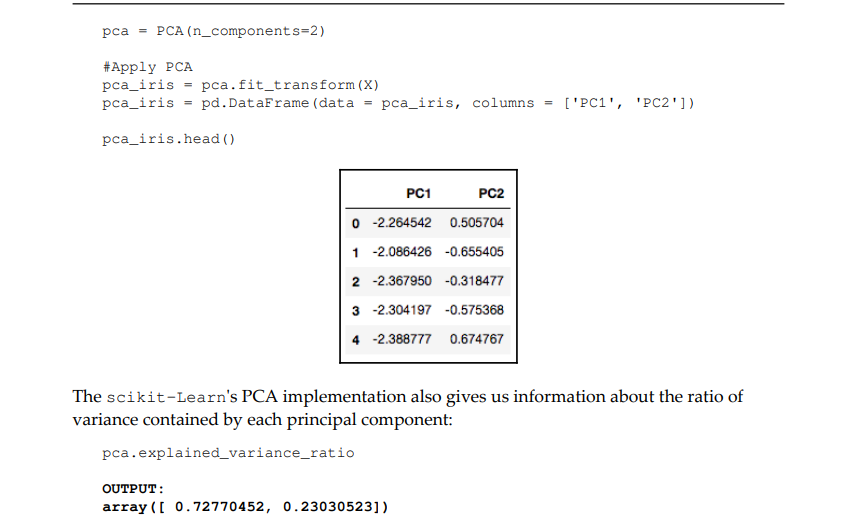 pca = PCA(n_components=2)
#Apply PCA
pca_iris = pca.fit_transform(X)
pca_iris = pd.DataFrame(data = pca_iris, columns = ['PC1', 'PC2'])
pca_iris.head()
PC1 PC2
0 -2.264542 0.505704
1 -2.086426 -0.655405
2 -2.367950 -0.318477
3 -2.304197 -0.575368
4 -2.388777 0.674767
The scikit-Learn's PCA implementation also gives us information about the ratio of
variance contained by each principal component:
pca.explained_variance_ratio
OUTPUT:
array([ 0.72770452, 0.23030523])